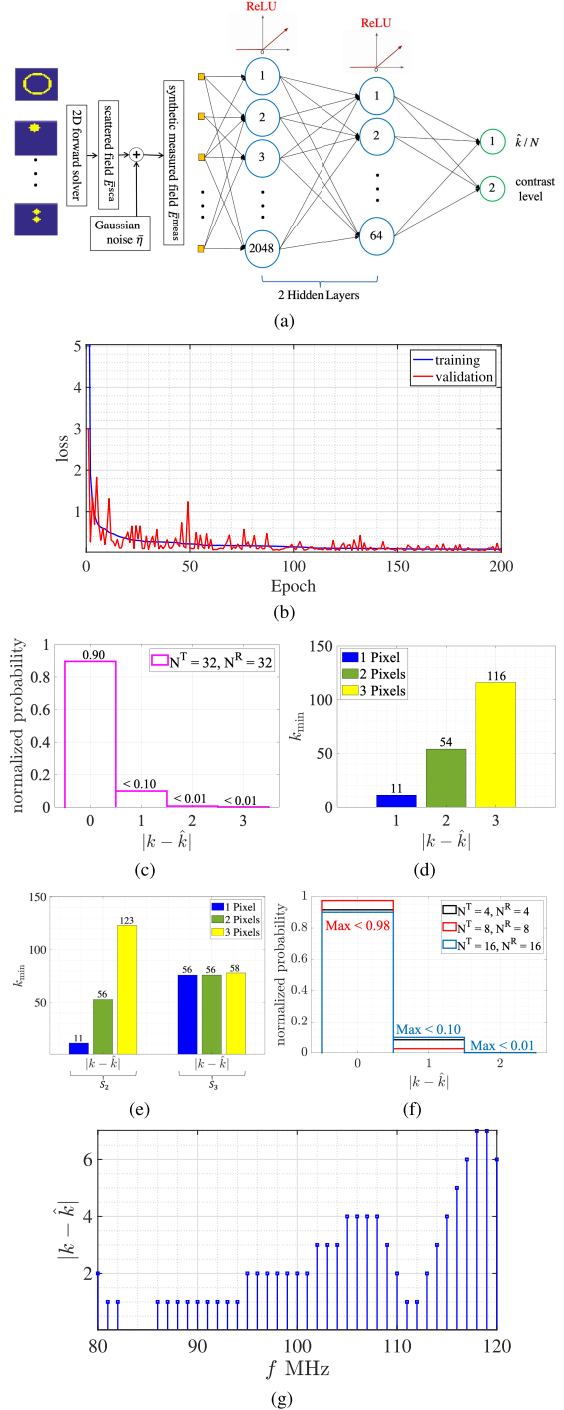 ReLU
ReLU
2D forward solver
scattered field Ē^sca
+
Gaussian
noise η̄
synthetic measured field Ē^meas
1
2
3
2048
1
2
64
1
k̂/N
2
contrast
level
2 Hidden Layers
(a)
5
4
3
2
1
loss
training
validation
0
50
100
150
200
Epoch
(b)
normalized probability
1
0.8
0.6
0.4
0.2
0
N^T = 32, N^R = 32
0.90
< 0.10
< 0.01
< 0.01
0
1
2
3
|k − k̂|
(c)
k_min
150
100
50
0
1 Pixel
2 Pixels
3 Pixels
11
54
116
1
2
3
|k − k̂|
(d)
k_min
150
100
50
1 Pixel
2 Pixels
3 Pixels
11
56
123
56
56
58
|k − k̂|
|k − k̂|
(e)
normalized probability
1
0.8
0.6
0.4
0.2
0
N^T = 4, N^R = 4
N^T = 8, N^R = 8
N^T = 16, N^R = 16
Max < 0.98
Max < 0.10
Max < 0.01
0
1
2
|k − k̂|
(f)
|k − k̂|
6
4
2
80
90
100
110
120
f MHz
(g)